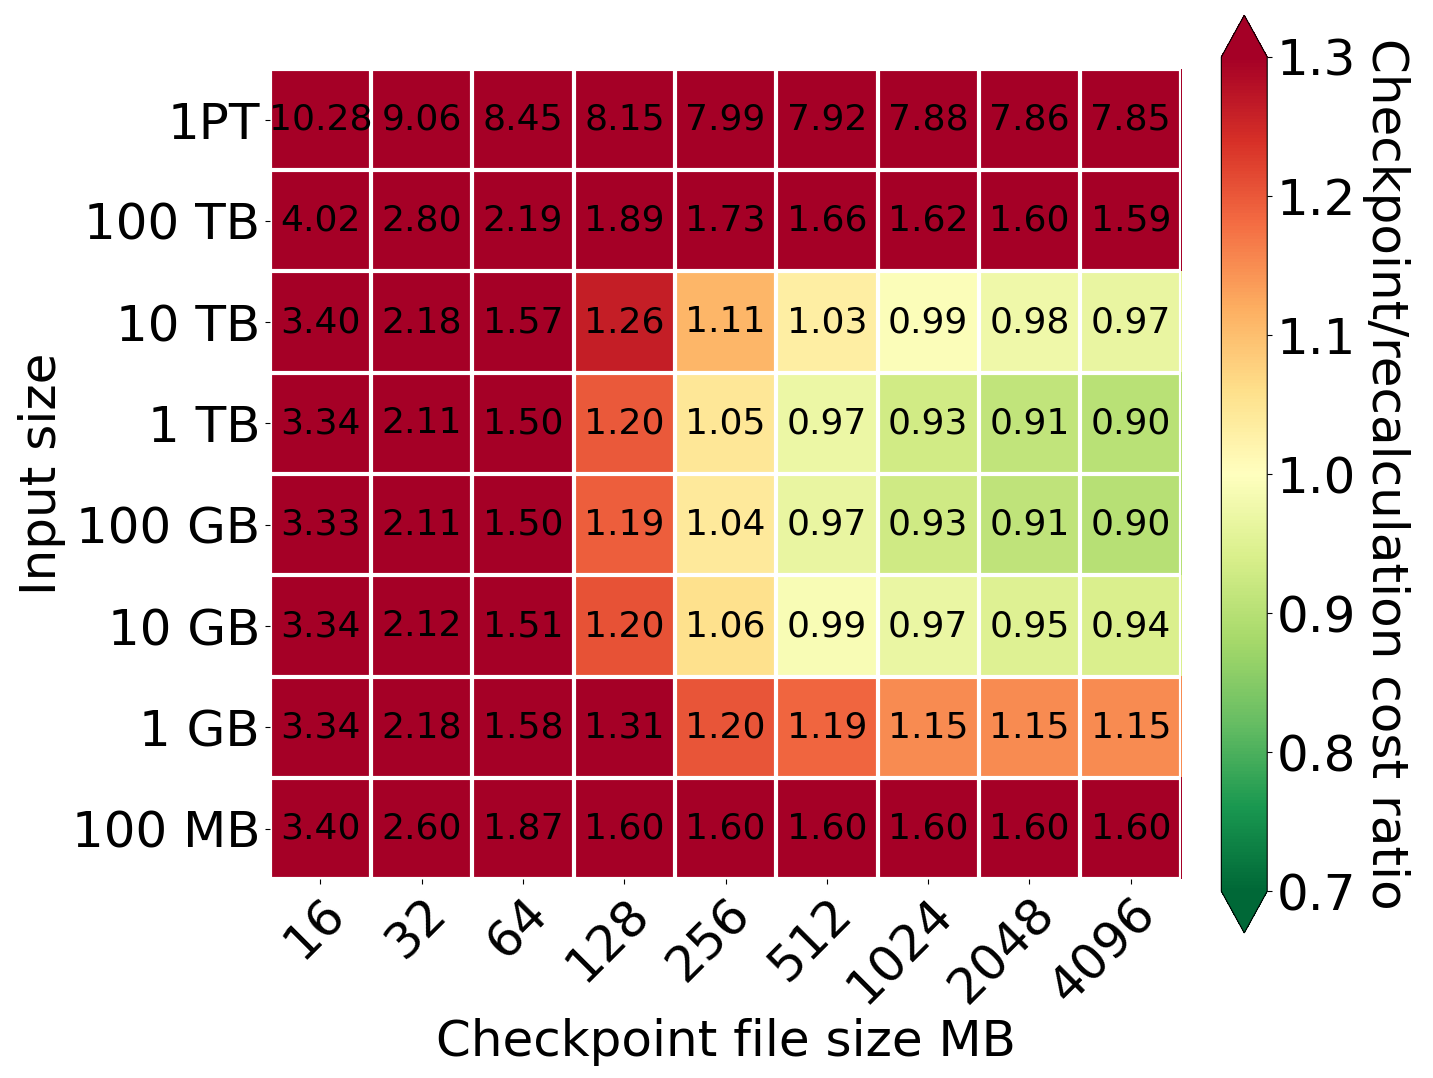 1PT 10.28 9.06 8.45 8.15 7.99 7.92 7.88 7.86 7.85
100 TB 4.02 2.80 2.19 1.89 1.73 1.66 1.62 1.60 1.59
10 TB 3.40 2.18 1.57 1.26 1.11 1.03 0.99 0.98 0.97
1 TB 3.34 2.11 1.50 1.20 1.05 0.97 0.93 0.91 0.90
100 GB 3.33 2.11 1.50 1.19 1.04 0.97 0.93 0.91 0.90
10 GB 3.34 2.12 1.51 1.20 1.06 0.99 0.97 0.95 0.94
1 GB 3.34 2.18 1.58 1.31 1.20 1.19 1.15 1.15 1.15
100 MB 3.40 2.60 1.87 1.60 1.60 1.60 1.60 1.60 1.60
16 32 64 128 256 512 1024 2048 4096
Checkpoint file size MB
Input size
1.3
1.2
1.1
1.0
0.9
0.8
0.7
Checkpoint/recalculation cost ratio